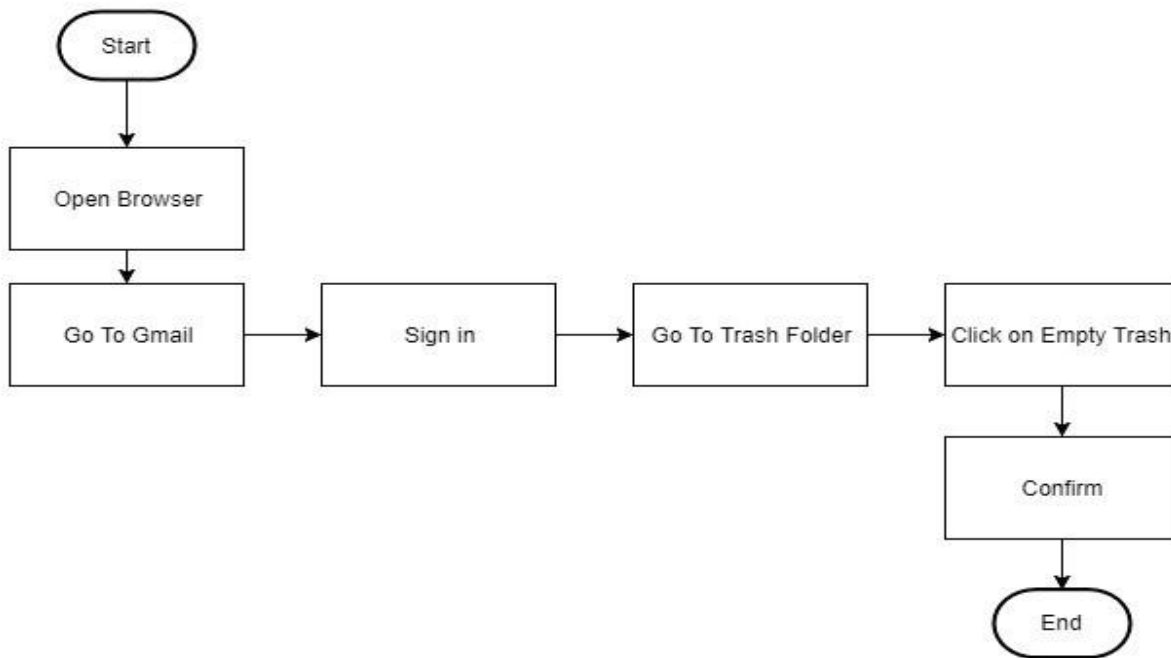 Start
Open Browser
Go To Gmail
Sign in
Go To Trash Folder
Click on Empty Trash
Confirm
End